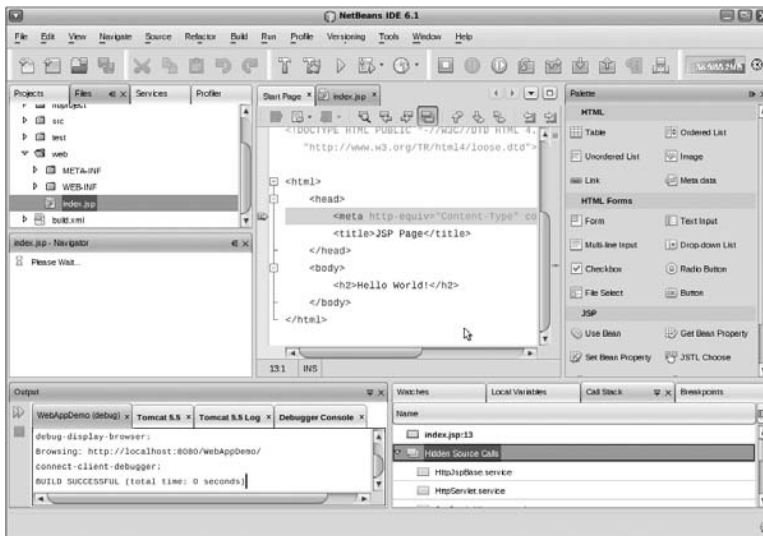 NetBeans IDE 6.1
File Edit View Navigate Source Refactor Build Run Profile Versioning Tools Window Help
Projects Files Services Profiler
src
test
web
META-INF
WEB-INF
index.jsp
build.xml
index.jsp - Navigator
Please Wait...
Start Page index.jsp
<!DOCTYPE HTML PUBLIC "-//W3C//DTD HTML 4.
"http://www.w3.org/TR/html4/loose.dtd">
<html>
<head>
<meta http-equiv="Content-Type" co
<title>JSP Page</title>
</head>
<body>
<h2>Hello World!</h2>
</body>
</html>
13:1 INS
Palette
HTML
Table Ordered List
Unordered List Image
Link Meta data
HTML Forms
Form Text Input
Multi-line Input Drop-down List
Checkbox Radio Button
File Select Button
JSP
Use Bean Get Bean Property
Set Bean Property JSTL Choose
Output
WebAppDemo (debug) Tomcat 5.5 Tomcat 5.5 Log Debugger Console
debug-display-browser:
Browsing: http://localhost:8080/WebAppDemo/
connect-client-debugger:
BUILD SUCCESSFUL (total time: 0 seconds)
Watches Local Variables Call Stack Breakpoints
Name
index.jsp:13
Hidden Source Calls
HttpJspBase.service
HttpServlet.service